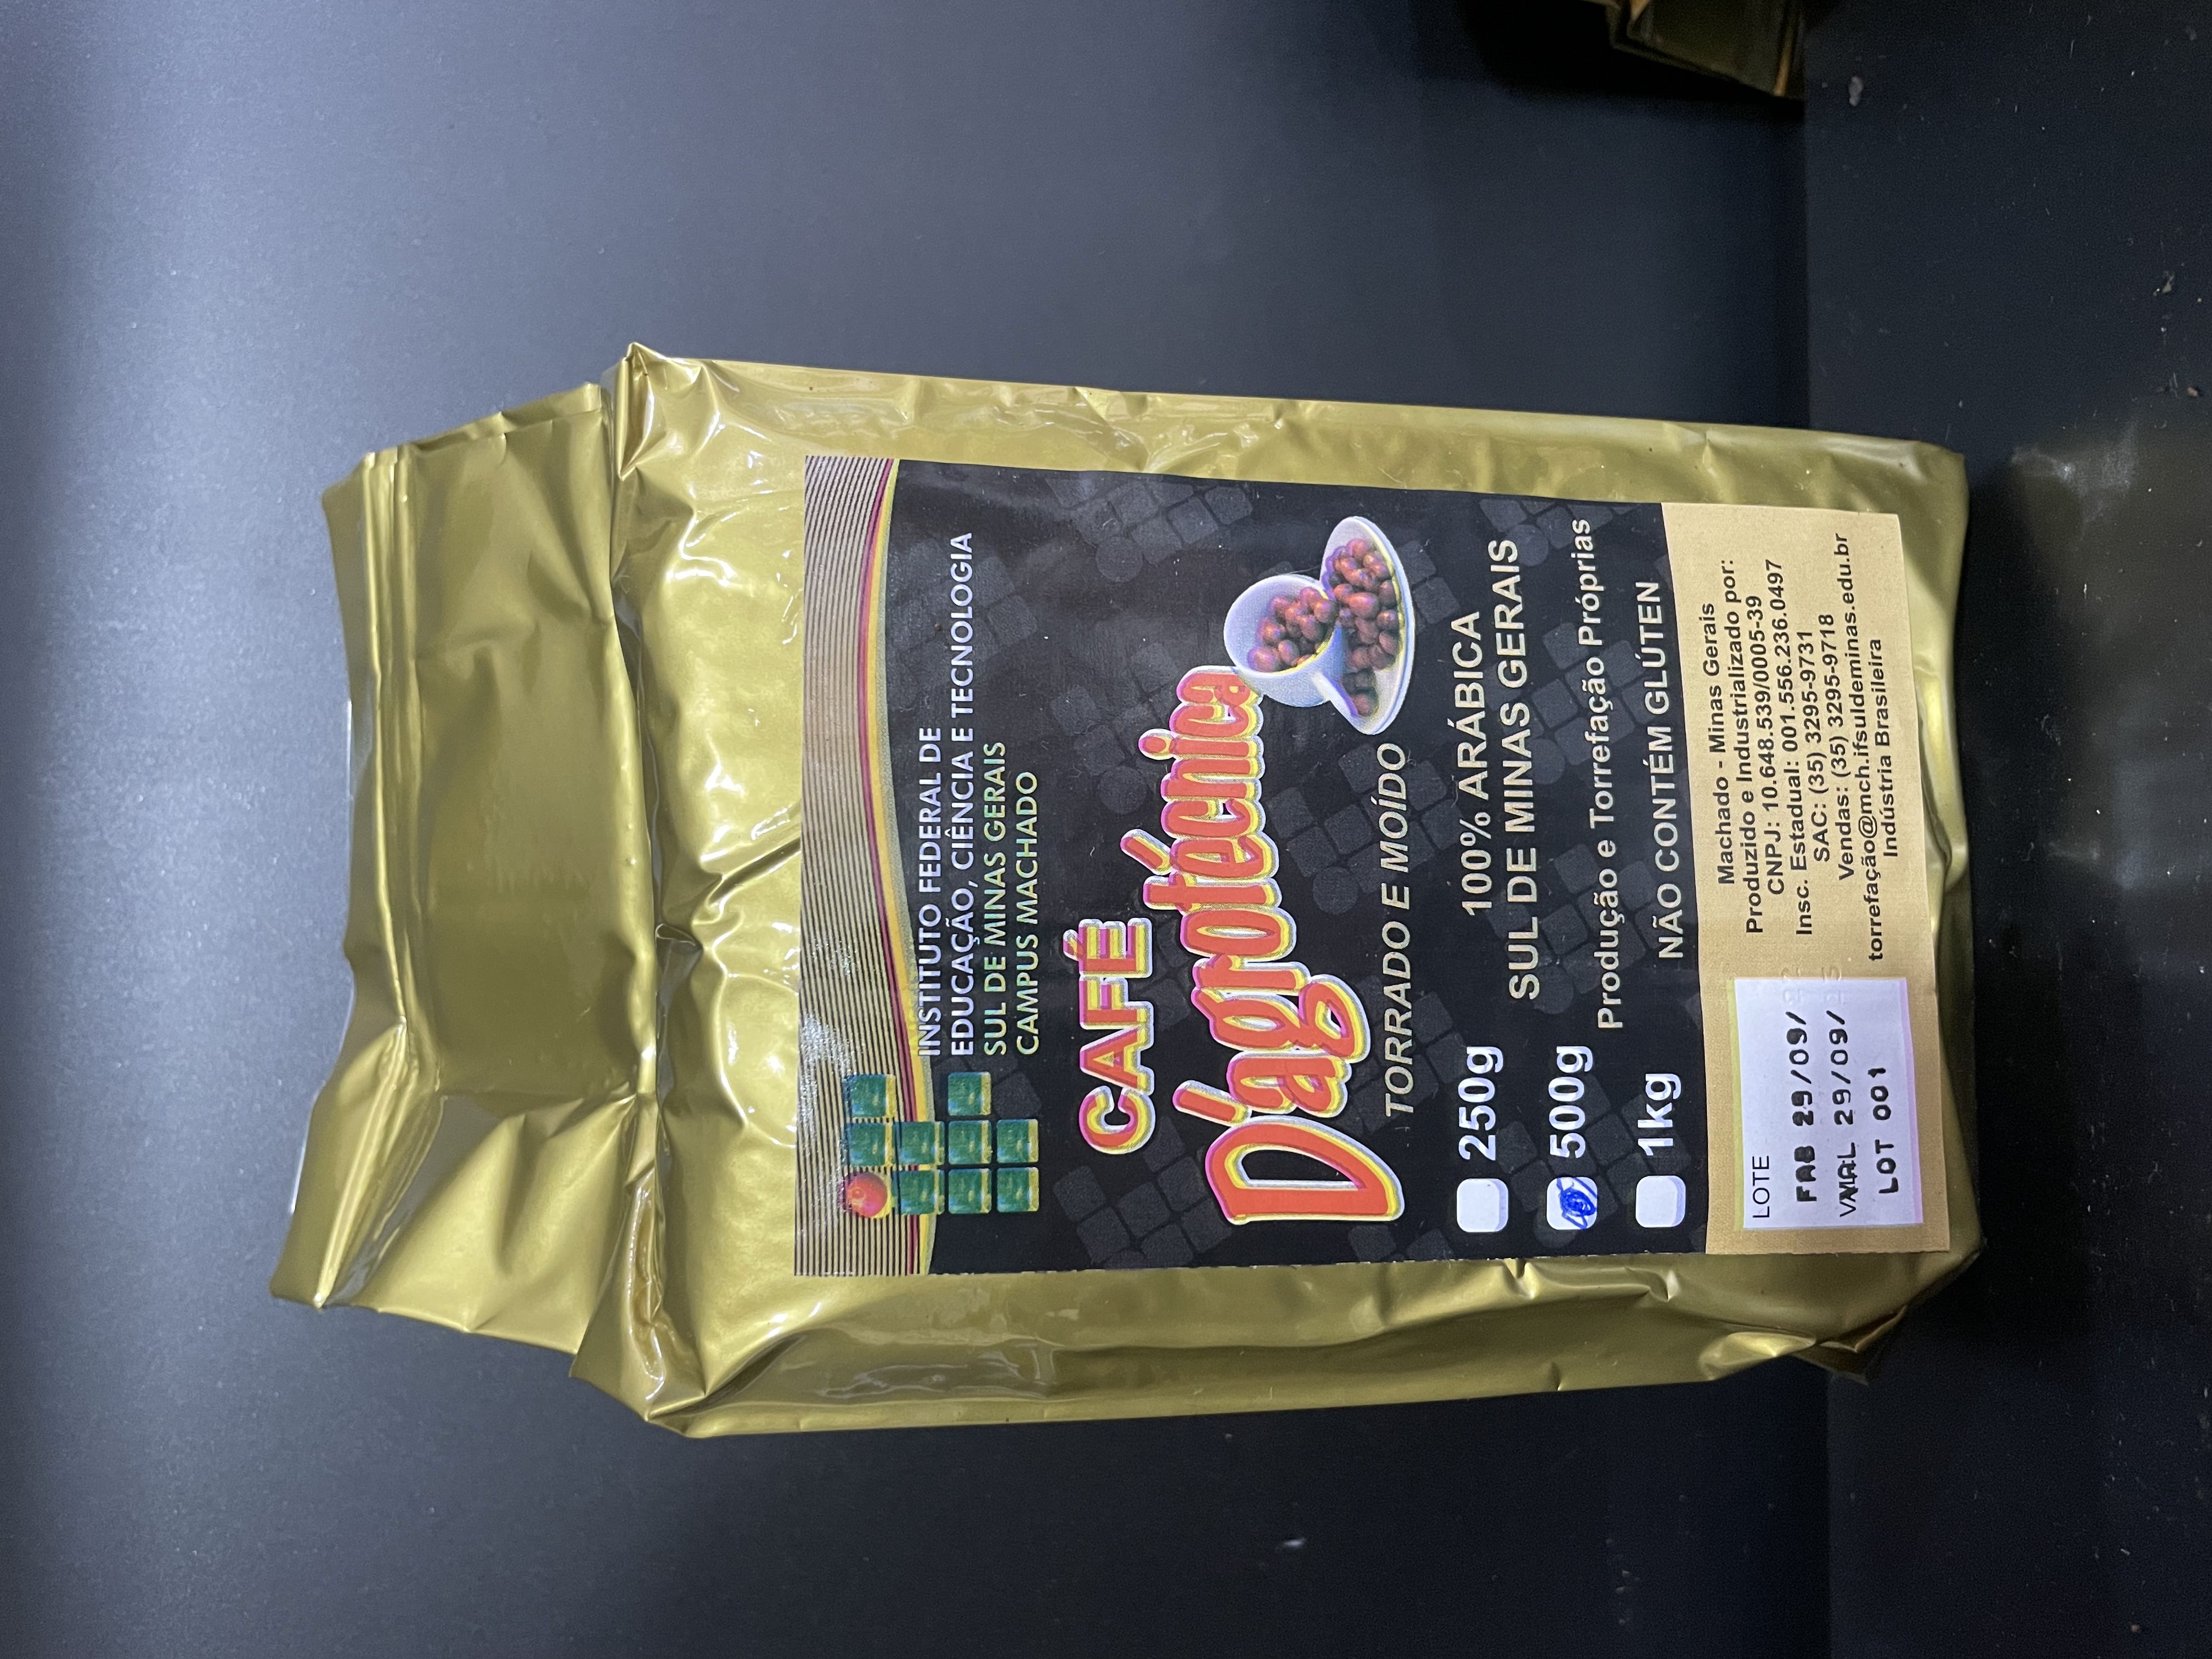 INSTITUTO FEDERAL DE
EDUCAÇÃO, CIÊNCIA E TECNOLOGIA
SUL DE MINAS GERAIS
CAMPUS MACHADO
CAFÉ
D'agrotécnica
TORRADO E MOÍDO
250g
500g
1kg
100% ARÁBICA
SUL DE MINAS GERAIS
Produção e Torrefação Próprias
NÃO CONTÉM GLÚTEN
LOTE
FAB 29/09/
VAL 29/09/
LOT 001
Machado - Minas Gerais
Produzido e Industrializado por:
CNPJ: 10.648.539/0005-39
Insc. Estadual: 001.556.236.0497
SAC: (35) 3295-9731
Vendas: (35) 3295-9718
torrefação@mch.ifsuldeminas.edu.br
Indústria Brasileira